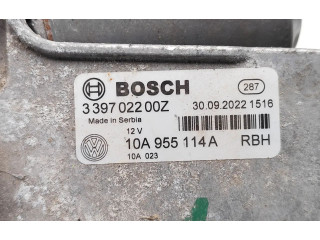 BOSCH
287
3 397 022 00Z 30.09.2022 1516
Made in Serbia
12 V
10A 955 114 A RBH
10A 023